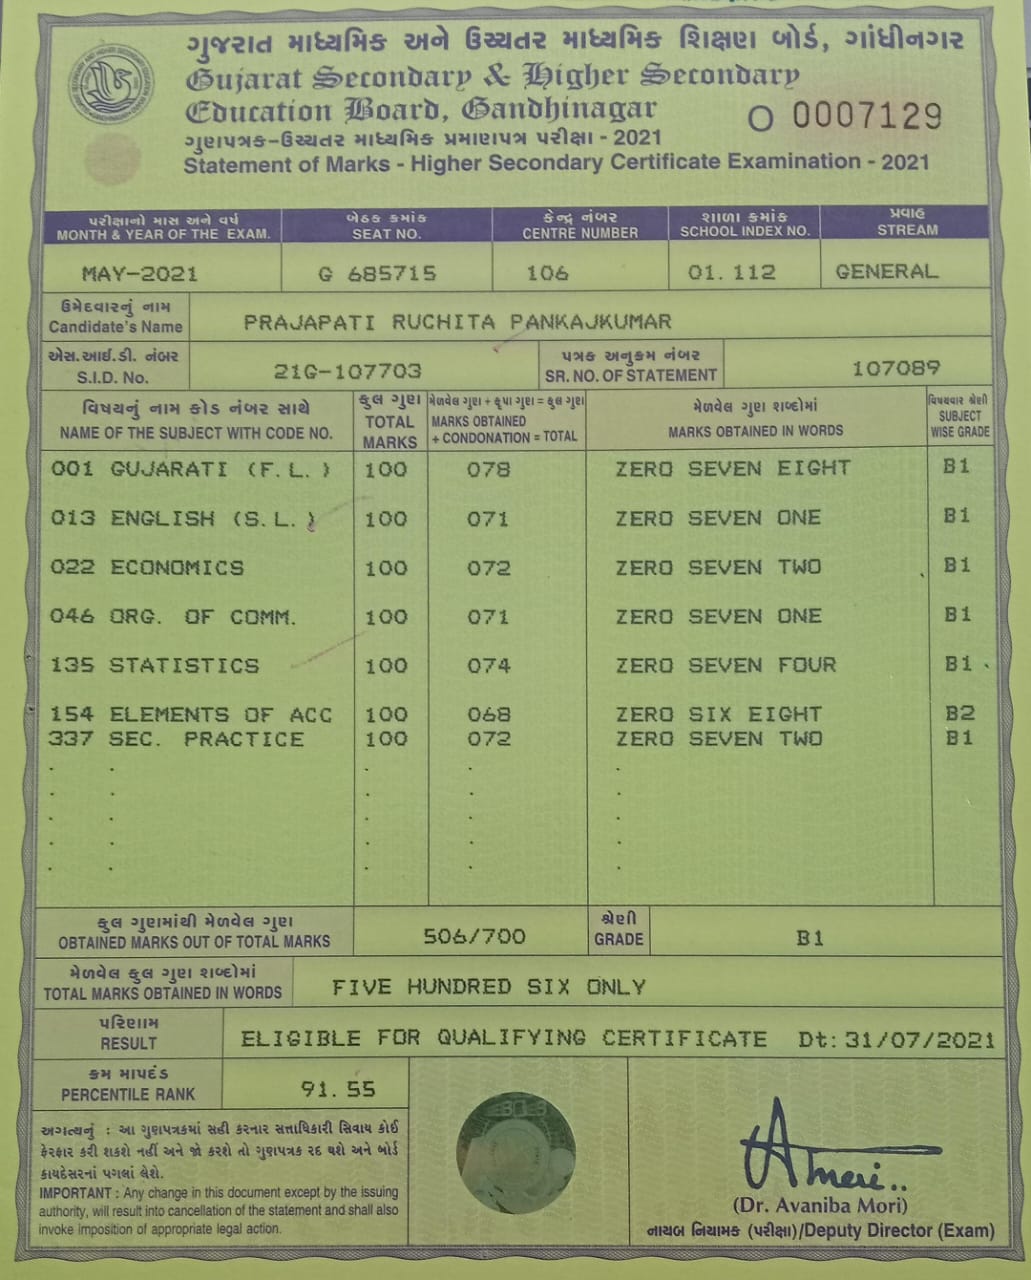 ગુજરાત માધ્યમિક અને ઉચ્ચતર માધ્યમિક શિક્ષણ બોર્ડ, ગાંધીનગર
Gujarat Secondary & Higher Secondary
Education Board, Gandhinagar
O 0007129
ગુણપત્રક-ઉચ્ચતર માધ્યમિક પ્રમાણપત્ર પરીક્ષા - 2021
Statement of Marks - Higher Secondary Certificate Examination - 2021
પરીક્ષાનો માસ અને વર્ષ બેઠક ક્રમાંક કેન્દ્ર નંબર શાળા ક્રમાંક પ્રવાહ
MONTH & YEAR OF THE EXAM. SEAT NO. CENTRE NUMBER SCHOOL INDEX NO. STREAM
MAY-2021 G 685715 106 01.112 GENERAL
ઉમેદવારનું નામ
Candidate's Name PRAJAPATI RUCHITA PANKAJKUMAR
એસ.આઈ.ડી. નંબર પત્રક અનુક્રમ નંબર
S.I.D. No. 21G-107703 SR. NO. OF STATEMENT 107089
વિષયનું નામ કોડ નંબર સાથે કુલ ગુણ મેળવેલ ગુણ + કૃપા ગુણ = કુલ ગુણ મેળવેલ ગુણ શબ્દોમાં વિષયવાર શ્રેણી
NAME OF THE SUBJECT WITH CODE NO. TOTAL MARKS MARKS OBTAINED + CONDONATION = TOTAL MARKS OBTAINED IN WORDS SUBJECT WISE GRADE
001 GUJARATI (F.L.) 100 078 ZERO SEVEN EIGHT B1
013 ENGLISH (S.L.) 100 071 ZERO SEVEN ONE B1
022 ECONOMICS 100 072 ZERO SEVEN TWO B1
046 ORG. OF COMM. 100 071 ZERO SEVEN ONE B1
135 STATISTICS 100 074 ZERO SEVEN FOUR B1
154 ELEMENTS OF ACC 100 068 ZERO SIX EIGHT B2
337 SEC. PRACTICE 100 072 ZERO SEVEN TWO B1
કુલ ગુણમાંથી મેળવેલ ગુણ શ્રેણી
OBTAINED MARKS OUT OF TOTAL MARKS 506/700 GRADE B1
મેળવેલ કુલ ગુણ શબ્દોમાં
TOTAL MARKS OBTAINED IN WORDS FIVE HUNDRED SIX ONLY
પરિણામ
RESULT ELIGIBLE FOR QUALIFYING CERTIFICATE Dt:31/07/2021
ક્રમ માપદંડ
PERCENTILE RANK 91.55
અગત્યનું : આ ગુણપત્રકમાં સહી કરનાર સત્તાધિકારી સિવાય કોઈ
ફેરફાર કરી શકશે નહીં અને જો કરશે તો ગુણપત્રક રદ થશે અને બોર્ડ
કાયદેસરનાં પગલાં લેશે.
IMPORTANT : Any change in this document except by the issuing
authority, will result into cancellation of the statement and shall also
invoke imposition of appropriate legal action.
(Dr. Avaniba Mori)
નાયબ નિયામક (પરીક્ષા)/Deputy Director (Exam)